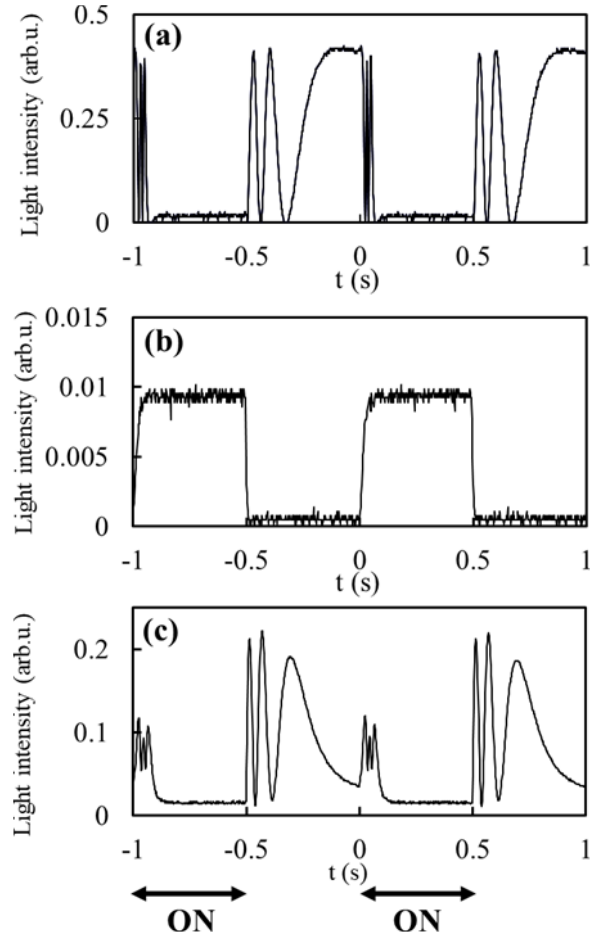 (a)
Light intensity (arb.u.)
0.5
0.25
0
-1 -0.5 0 0.5 1
t (s)
(b)
Light intensity (arb.u.)
0.015
0.01
0.005
0
-1 -0.5 0 0.5 1
t (s)
(c)
Light intensity (arb.u.)
0.2
0.1
0
-1 -0.5 0 0.5 1
t (s)
ON ON